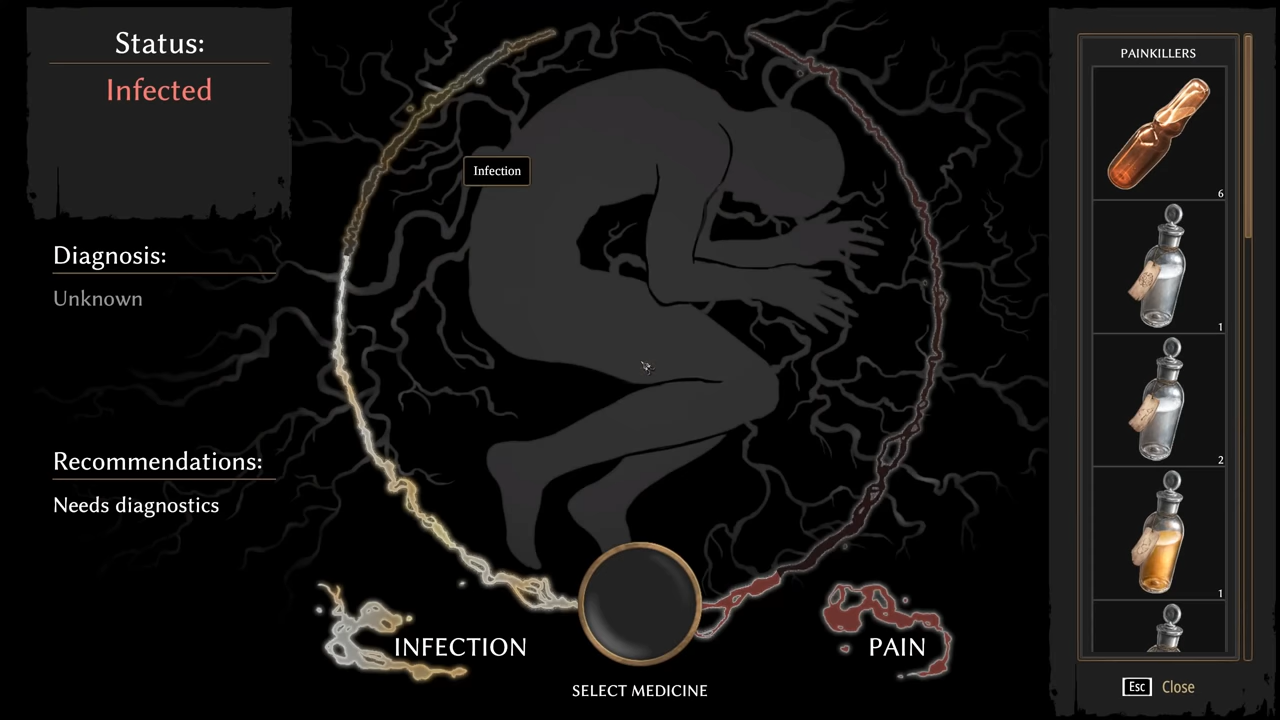 Status:
Infected
Diagnosis:
Unknown
Recommendations:
Needs diagnostics
Infection
INFECTION
PAIN
SELECT MEDICINE
PAINKILLERS
6
1
2
1
Esc Close